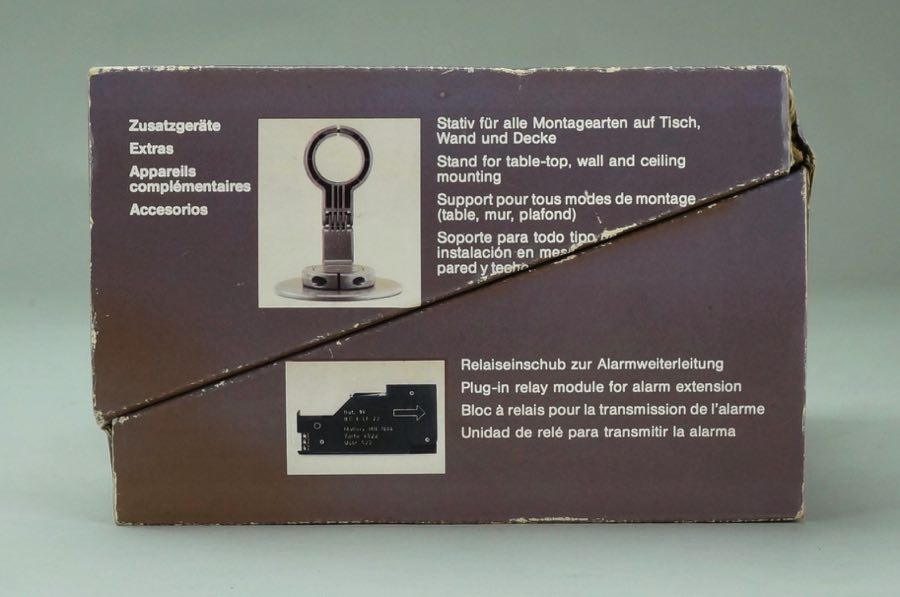 Zusatzgeräte
Extras
Appareils
complémentaires
Accesorios
Stativ für alle Montagearten auf Tisch,
Wand und Decke
Stand for table-top, wall and ceiling
mounting
Support pour tous modes de montage
(table, mur, plafond)
Soporte para todo tipo
instalación en
pared y techo
Relaiseinschub zur Alarmweiterleitung
Plug-in relay module for alarm extension
Bloc à relais pour la transmission de l'alarme
Unidad de relé para transmitir la alarma